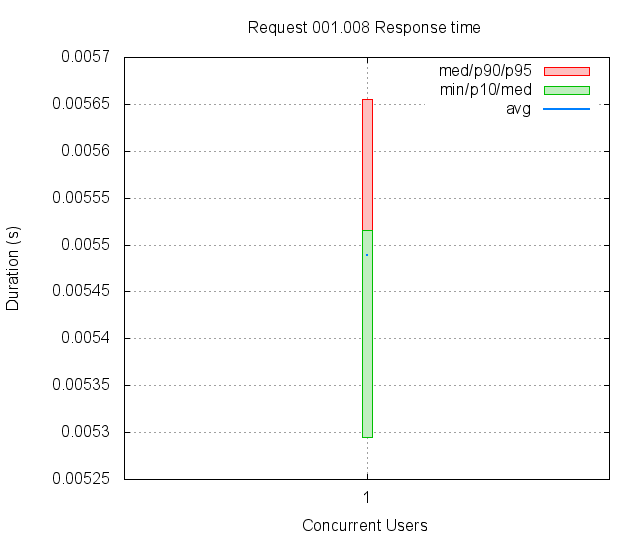 Request 001.008 Response time
0.0057
0.00565
0.0056
0.00555
0.0055
0.00545
0.0054
0.00535
0.0053
0.00525
Duration (s)
med/p90/p95
min/p10/med
avg
1
Concurrent Users